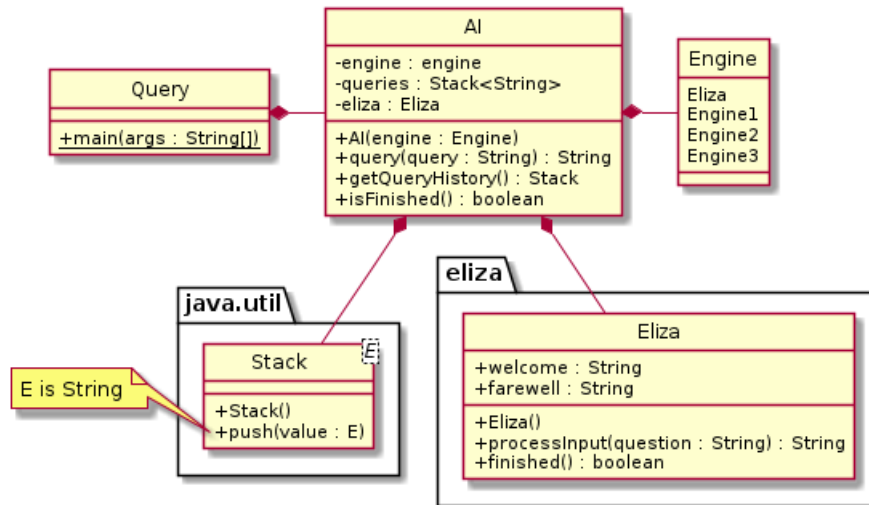 AI
-engine : engine
-queries : Stack<String>
-eliza : Eliza
+AI(engine : Engine)
+query(query : String) : String
+getQueryHistory() : Stack
+isFinished() : boolean
Query
+main(args : String[])
Engine
Eliza
Engine1
Engine2
Engine3
java.util
Stack
E
+Stack()
+push(value : E)
E is String
eliza
Eliza
+welcome : String
+farewell : String
+Eliza()
+processInput(question : String) : String
+finished() : boolean